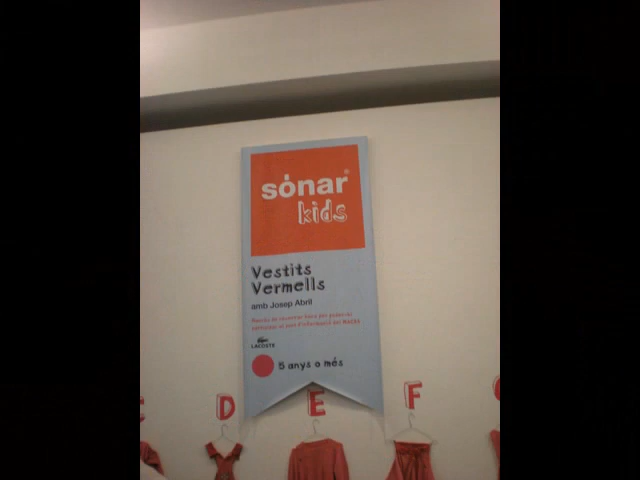 sónar
kids
Vestits
Vermells
amb Josep Abril
LACOSTE
5 anys o més
D
E
F